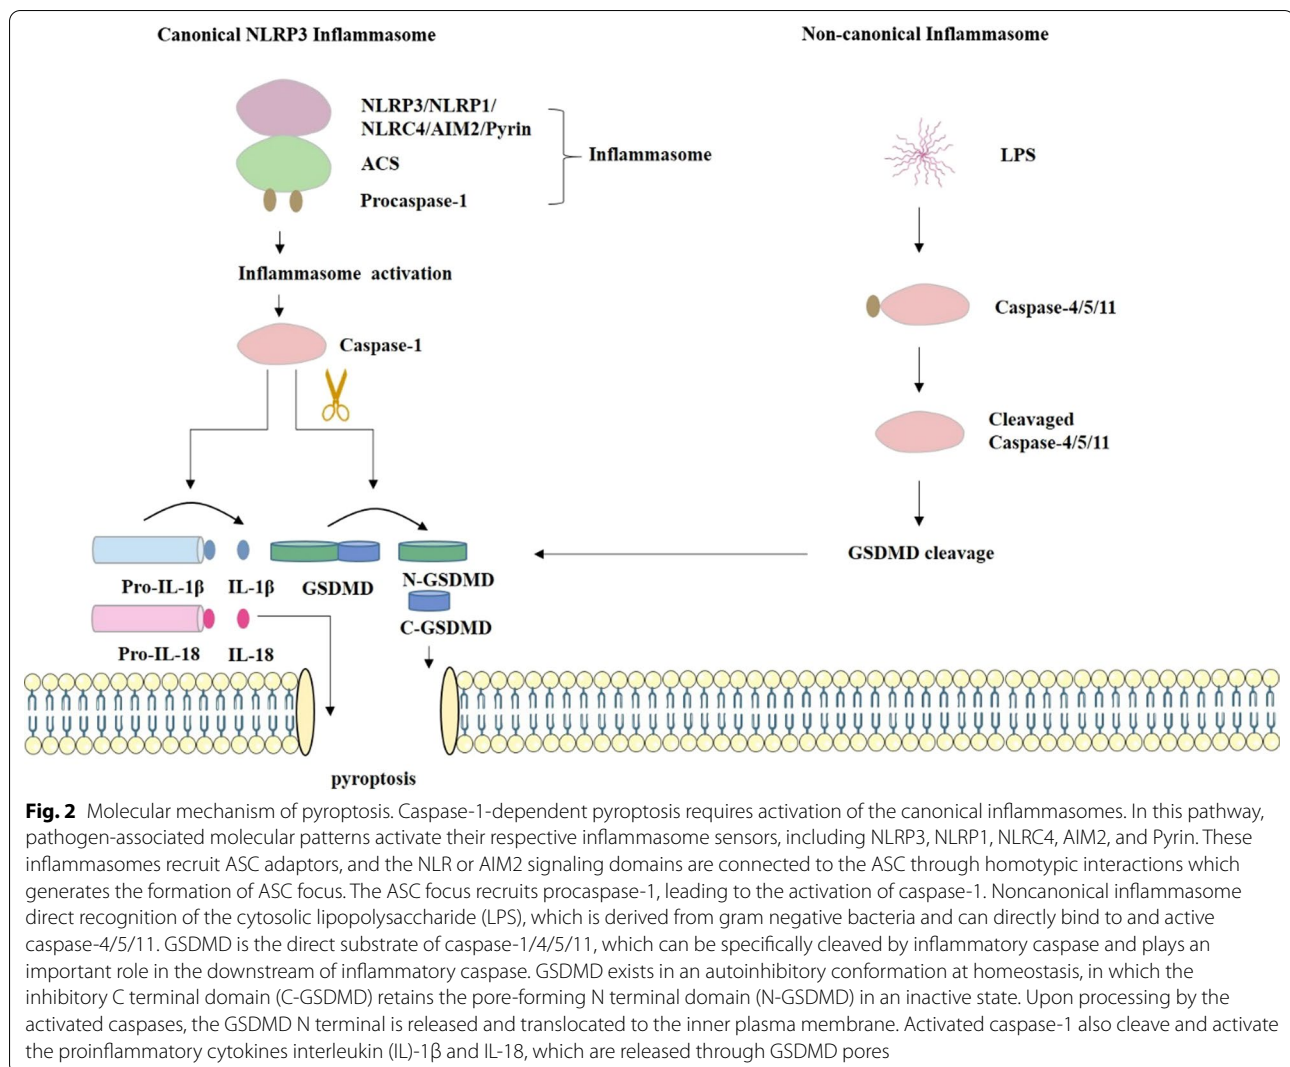 Canonical NLRP3 Inflammasome
Non-canonical Inflammasome
NLRP3/NLRP1/
NLRC4/AIM2/Pyrin
ACS
Procaspase-1
Inflammasome
LPS
Inflammasome activation
Caspase-1
Caspase-4/5/11
Cleavaged
Caspase-4/5/11
GSDMD cleavage
Pro-IL-1β
IL-1β
GSDMD
N-GSDMD
C-GSDMD
Pro-IL-18
IL-18
pyroptosis
Fig. 2 Molecular mechanism of pyroptosis. Caspase-1-dependent pyroptosis requires activation of the canonical inflammasomes. In this pathway,
pathogen-associated molecular patterns activate their respective inflammasome sensors, including NLRP3, NLRP1, NLRC4, AIM2, and Pyrin. These
inflammasomes recruit ASC adaptors, and the NLR or AIM2 signaling domains are connected to the ASC through homotypic interactions which
generates the formation of ASC focus. The ASC focus recruits procaspase-1, leading to the activation of caspase-1. Noncanonical inflammasome
direct recognition of the cytosolic lipopolysaccharide (LPS), which is derived from gram negative bacteria and can directly bind to and active
caspase-4/5/11. GSDMD is the direct substrate of caspase-1/4/5/11, which can be specifically cleaved by inflammatory caspase and plays an
important role in the downstream of inflammatory caspase. GSDMD exists in an autoinhibitory conformation at homeostasis, in which the
inhibitory C terminal domain (C-GSDMD) retains the pore-forming N terminal domain (N-GSDMD) in an inactive state. Upon processing by the
activated caspases, the GSDMD N terminal is released and translocated to the inner plasma membrane. Activated caspase-1 also cleave and activate
the proinflammatory cytokines interleukin (IL)-1β and IL-18, which are released through GSDMD pores